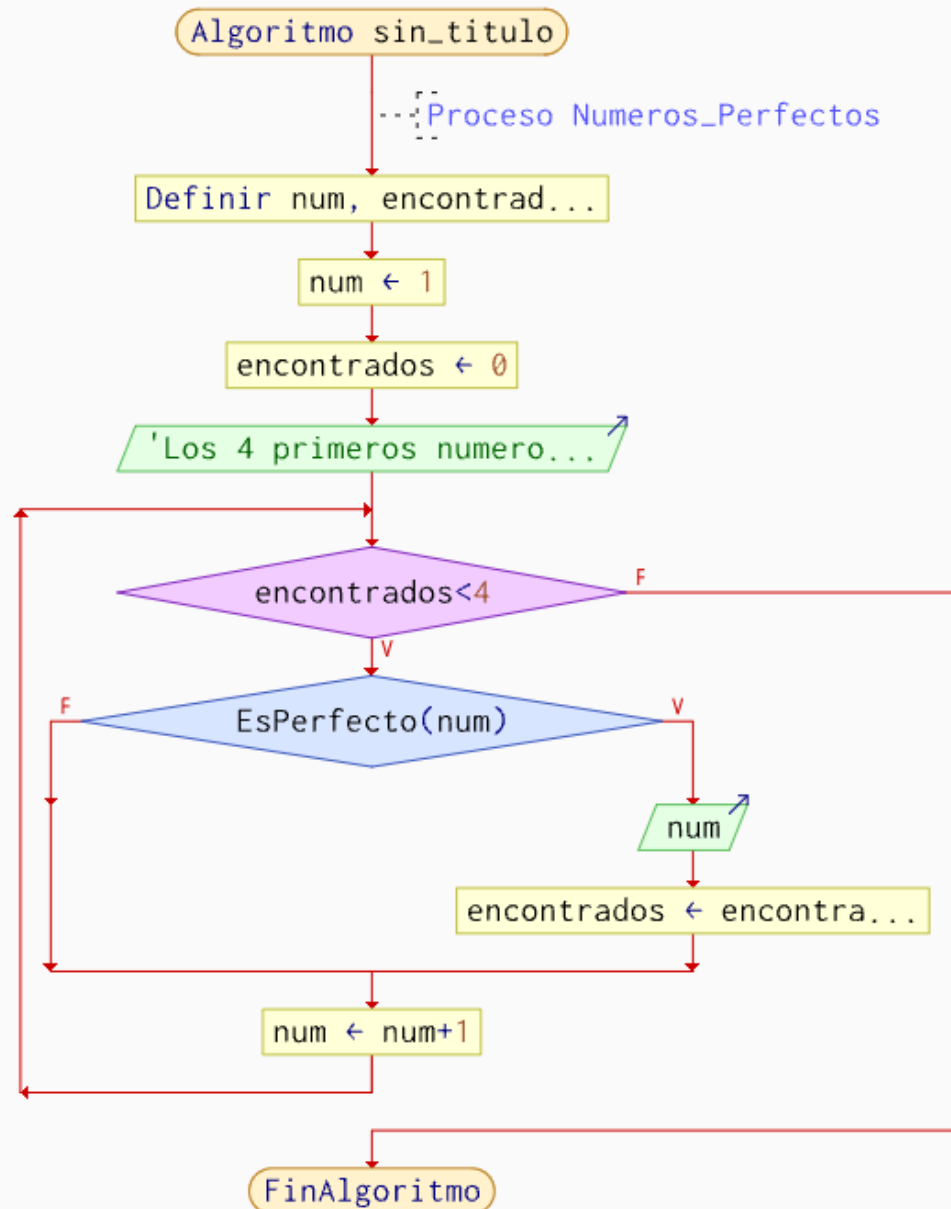 Algoritmo sin_titulo
Proceso Numeros_Perfectos
Definir num, encontrad...
num ← 1
encontrados ← 0
'Los 4 primeros numero...
encontrados<4
F
V
F
EsPerfecto(num)
V
num
encontrados ← encontra...
num ← num+1
FinAlgoritmo